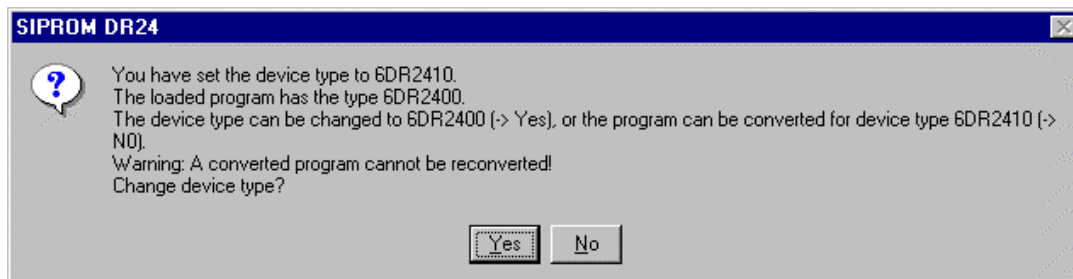 SIPROM DR24
You have set the device type to 6DR2410.
The loaded program has the type 6DR2400.
The device type can be changed to 6DR2400 (-> Yes), or the program can be converted for device type 6DR2410 (->
N0).
Warning: A converted program cannot be reconverted!
Change device type?
Yes No